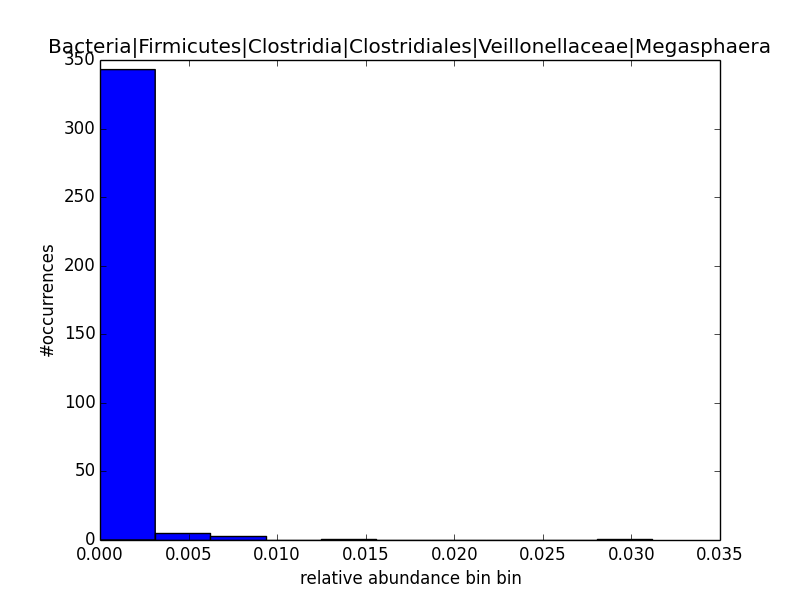 Bacteria|Firmicutes|Clostridia|Clostridiales|Veillonellaceae|Megasphaera
350
300
250
200
150
100
50
0
#occurrences
0.000 0.005 0.010 0.015 0.020 0.025 0.030 0.035
relative abundance bin bin